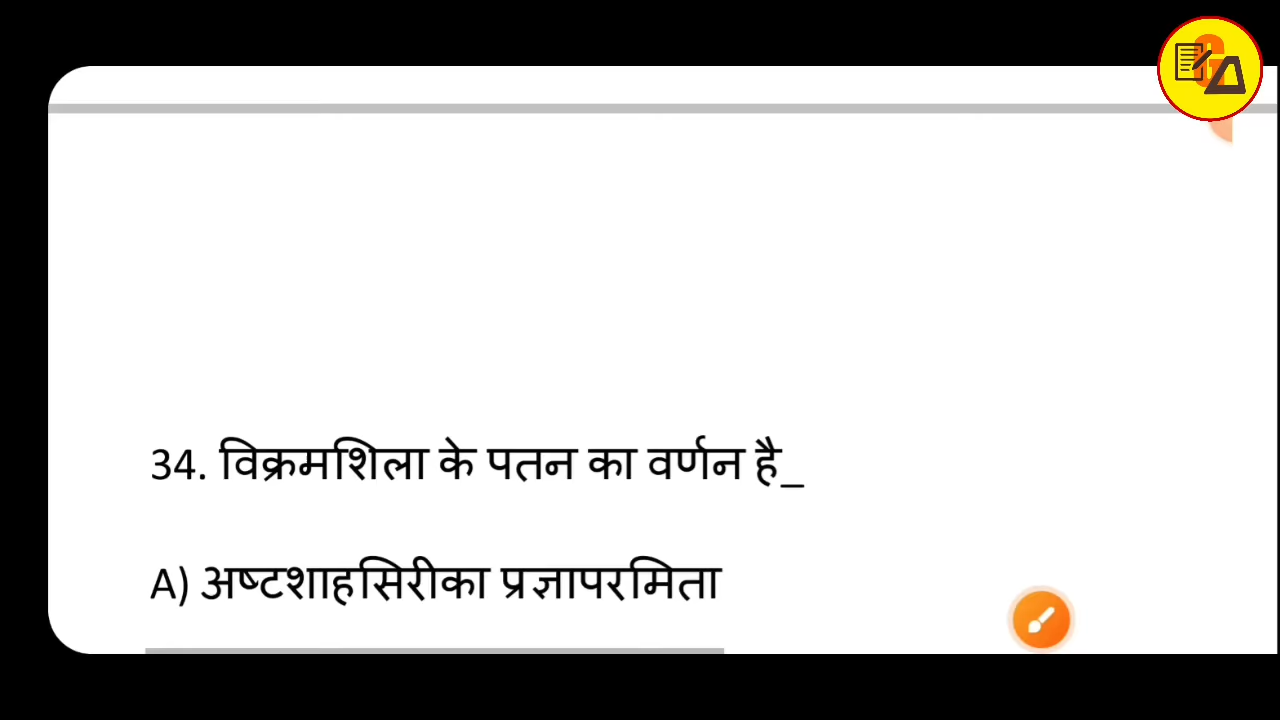 34. विक्रमशिला के पतन का वर्णन है_
A) अष्टशाहसिरीका प्रज्ञापरमिता